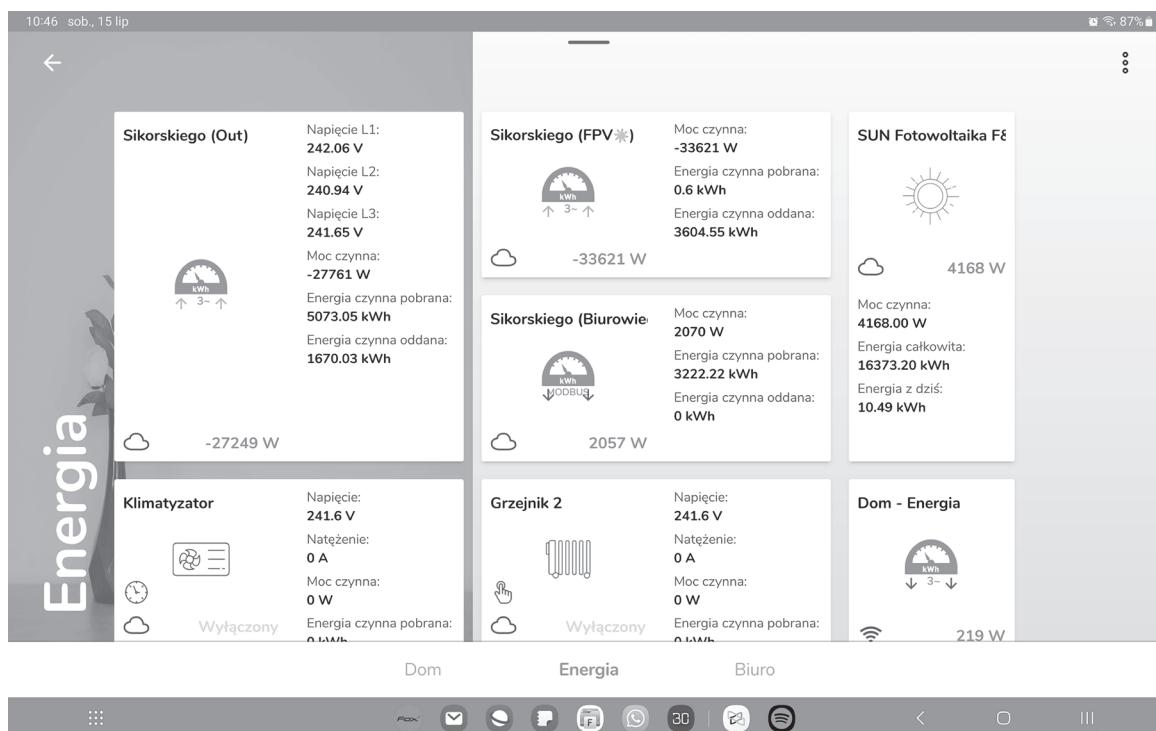 10:46 sob., 15 lip
87%
Sikorskiego (Out)
Napięcie L1:
242.06 V
Napięcie L2:
240.94 V
Napięcie L3:
241.65 V
Moc czynna:
-27761 W
Energia czynna pobrana:
5073.05 kWh
Energia czynna oddana:
1670.03 kWh
kWh
3~
-27249 W
Sikorskiego (FPV☀)
Moc czynna:
-33621 W
Energia czynna pobrana:
0.6 kWh
Energia czynna oddana:
3604.55 kWh
kWh
3~
-33621 W
SUN Fotowoltaika F&
4168 W
Moc czynna:
4168.00 W
Energia całkowita:
16373.20 kWh
Energia z dziś:
10.49 kWh
Sikorskiego (Biurowie
Moc czynna:
2070 W
Energia czynna pobrana:
3222.22 kWh
Energia czynna oddana:
0 kWh
kWh
MODBUS
2057 W
Energia
Klimatyzator
Napięcie:
241.6 V
Natężenie:
0 A
Moc czynna:
0 W
Energia czynna pobrana:
0 kWh
Wyłączony
Grzejnik 2
Napięcie:
241.6 V
Natężenie:
0 A
Moc czynna:
0 W
Energia czynna pobrana:
0 kWh
Wyłączony
Dom - Energia
kWh
3~
219 W
Dom Energia Biuro
Fox
F
30